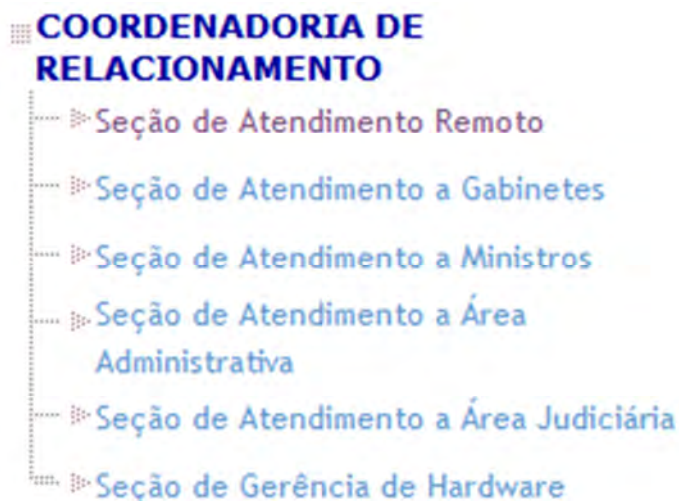 COORDENADORIA DE
RELACIONAMENTO
Seção de Atendimento Remoto
Seção de Atendimento a Gabinetes
Seção de Atendimento a Ministros
Seção de Atendimento a Área
Administrativa
Seção de Atendimento a Área Judiciária
Seção de Gerência de Hardware